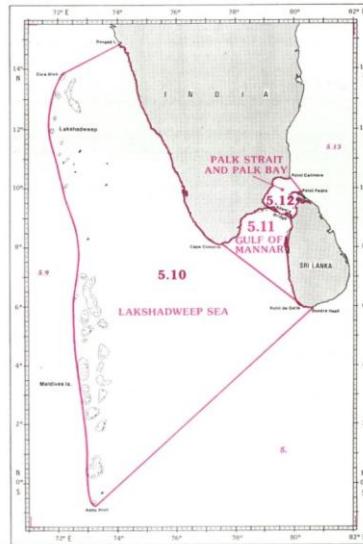 72° E
74°
76°
78°
80°
82° E
14°
N
12°
10°
8°
6°
4°
2°
N
0°
S
I N D I A
Lakshadweep
5.13
PALK STRAIT
AND PALK BAY
Point Calimere
Point Pedro
5.12
5.11
GULF OF
MANNAR
Cape Comorin
SRI LANKA
5.9
5.10
LAKSHADWEEP SEA
Point de Galle
Dondra Head
Maldives Is.
5.
Addu Atoll
72° E
74°
76°
78°
80°
82° E